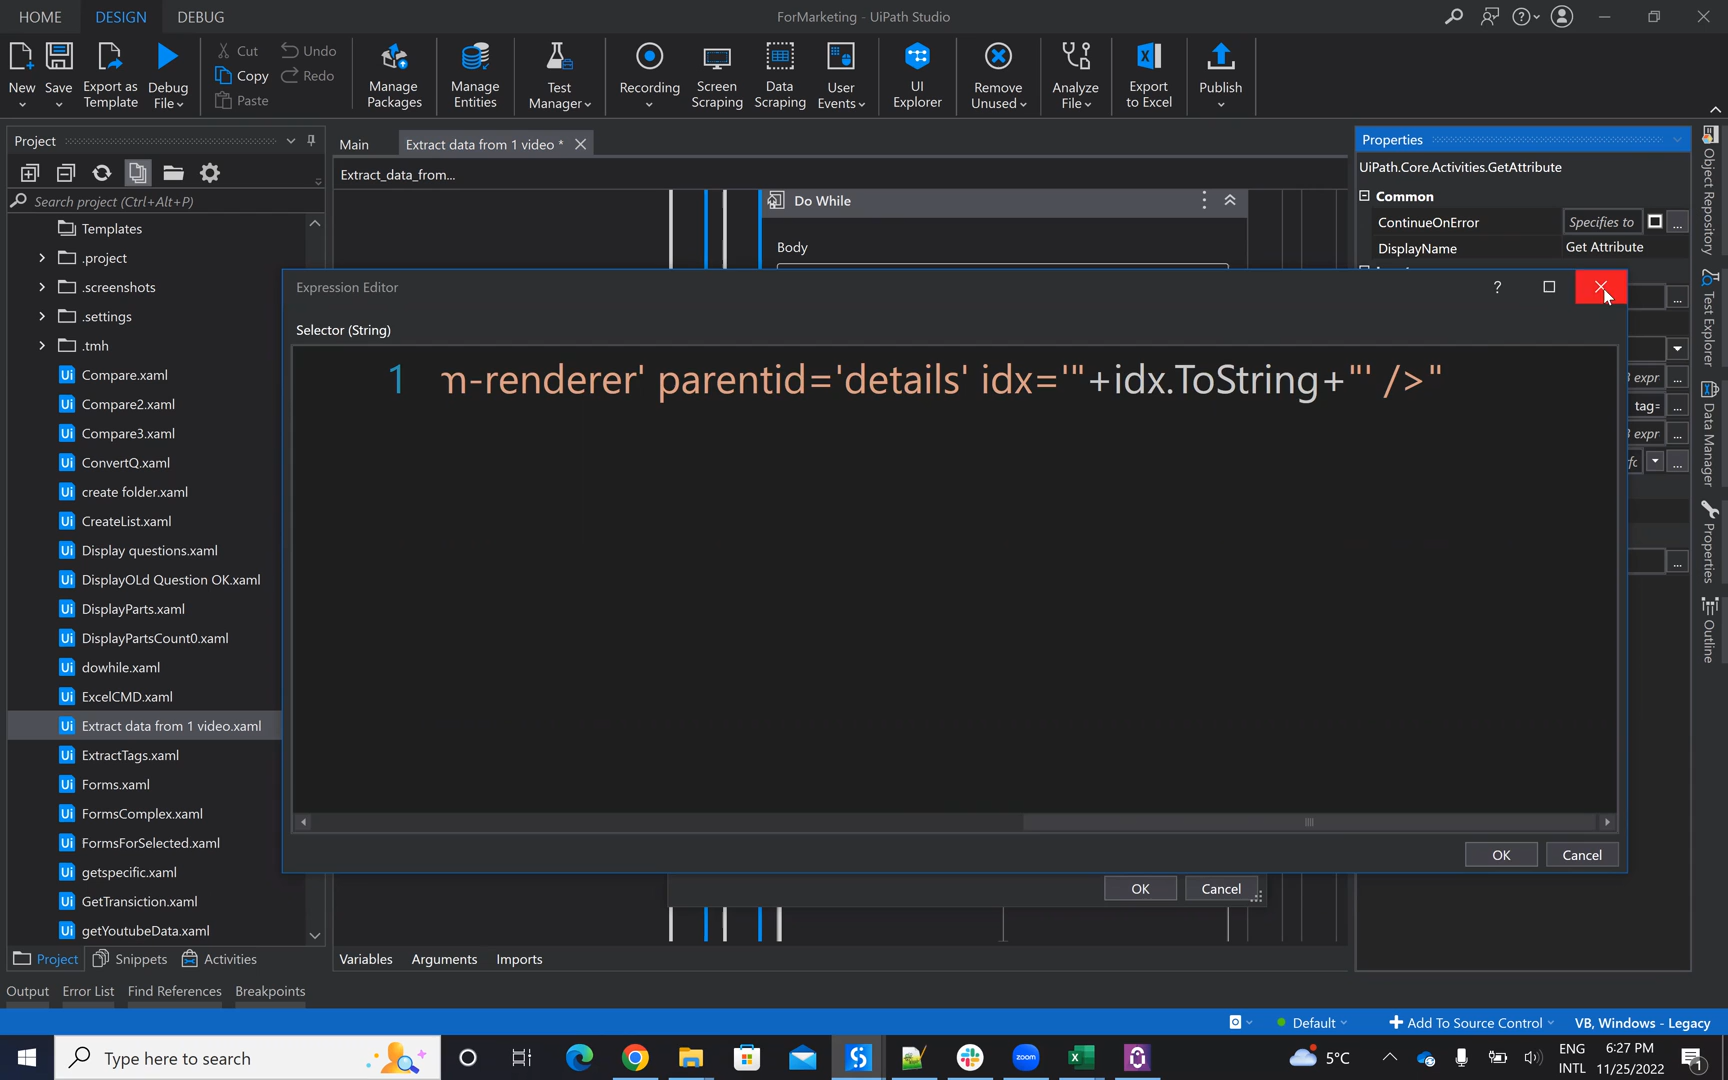 HOME DESIGN DEBUG
ForMarketing - UiPath Studio
New
Save
Export as
Template
Debug
File
Cut
Copy
Paste
Undo
Redo
Manage
Packages
Manage
Entities
Test
Manager
Recording
Screen
Scraping
Data
Scraping
User
Events
UI
Explorer
Remove
Unused
Analyze
File
Export
to Excel
Publish
Project
Search project (Ctrl+Alt+P)
Templates
.project
.screenshots
.settings
.tmh
Compare.xaml
Compare2.xaml
Compare3.xaml
ConvertQ.xaml
create folder.xaml
CreateList.xaml
Display questions.xaml
DisplayOLd Question OK.xaml
DisplayParts.xaml
DisplayPartsCount0.xaml
dowhile.xaml
ExcelCMD.xaml
Extract data from 1 video.xaml
ExtractTags.xaml
Forms.xaml
FormsComplex.xaml
FormsForSelected.xaml
getspecific.xaml
GetTransiction.xaml
getYoutubeData.xaml
Project Snippets Activities
Main Extract data from 1 video *
Extract_data_from...
Do While
Body
Expression Editor
?
Selector (String)
1 m-renderer' parentid='details' idx='"+idx.ToString+"' />"
OK Cancel
OK Cancel
Variables Arguments Imports
Properties
UiPath.Core.Activities.GetAttribute
Common
ContinueOnError Specifies to ...
DisplayName Get Attribute
...
expr ...
tag= ...
expr ...
...
...
Object Repository
Test Explorer
Data Manager
Properties
Outline
Output Error List Find References Breakpoints
Default Add To Source Control VB, Windows - Legacy
Type here to search
zoom
5°C
ENG
INTL
6:27 PM
11/25/2022
1